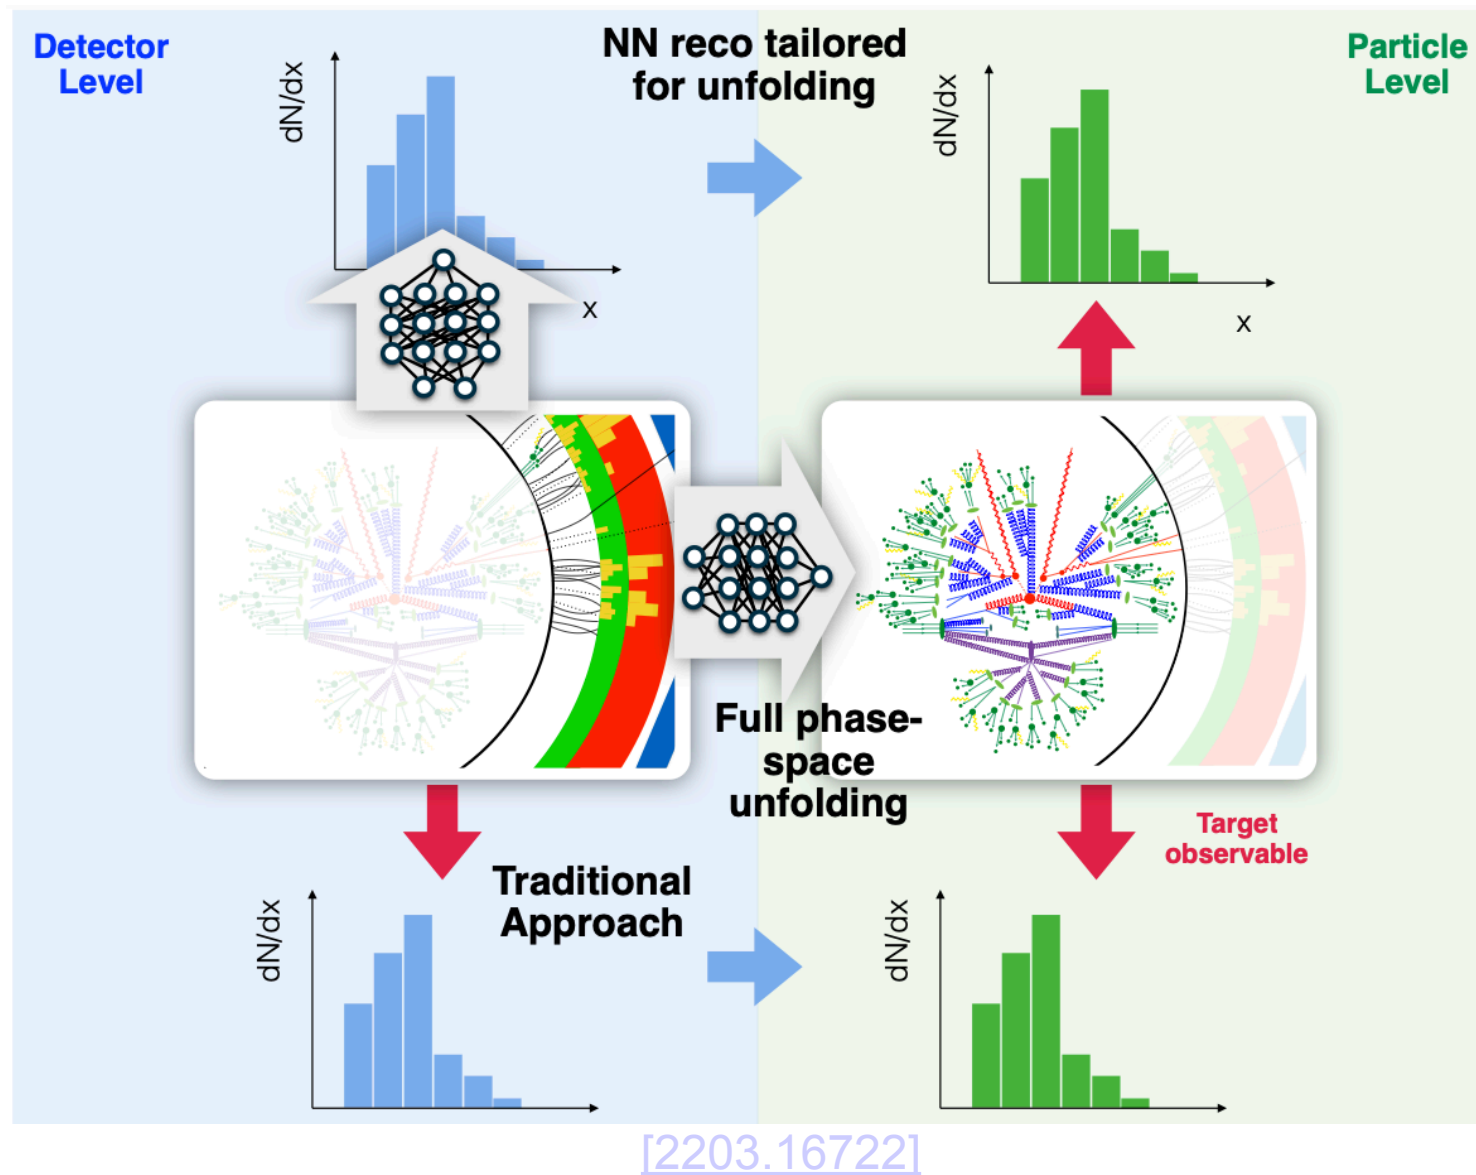 Detector
Level
dN/dx
x
NN reco tailored
for unfolding
Particle
Level
dN/dx
x
Full phase-
space
unfolding
Traditional
Approach
Target
observable
dN/dx
dN/dx
[2203.16722]